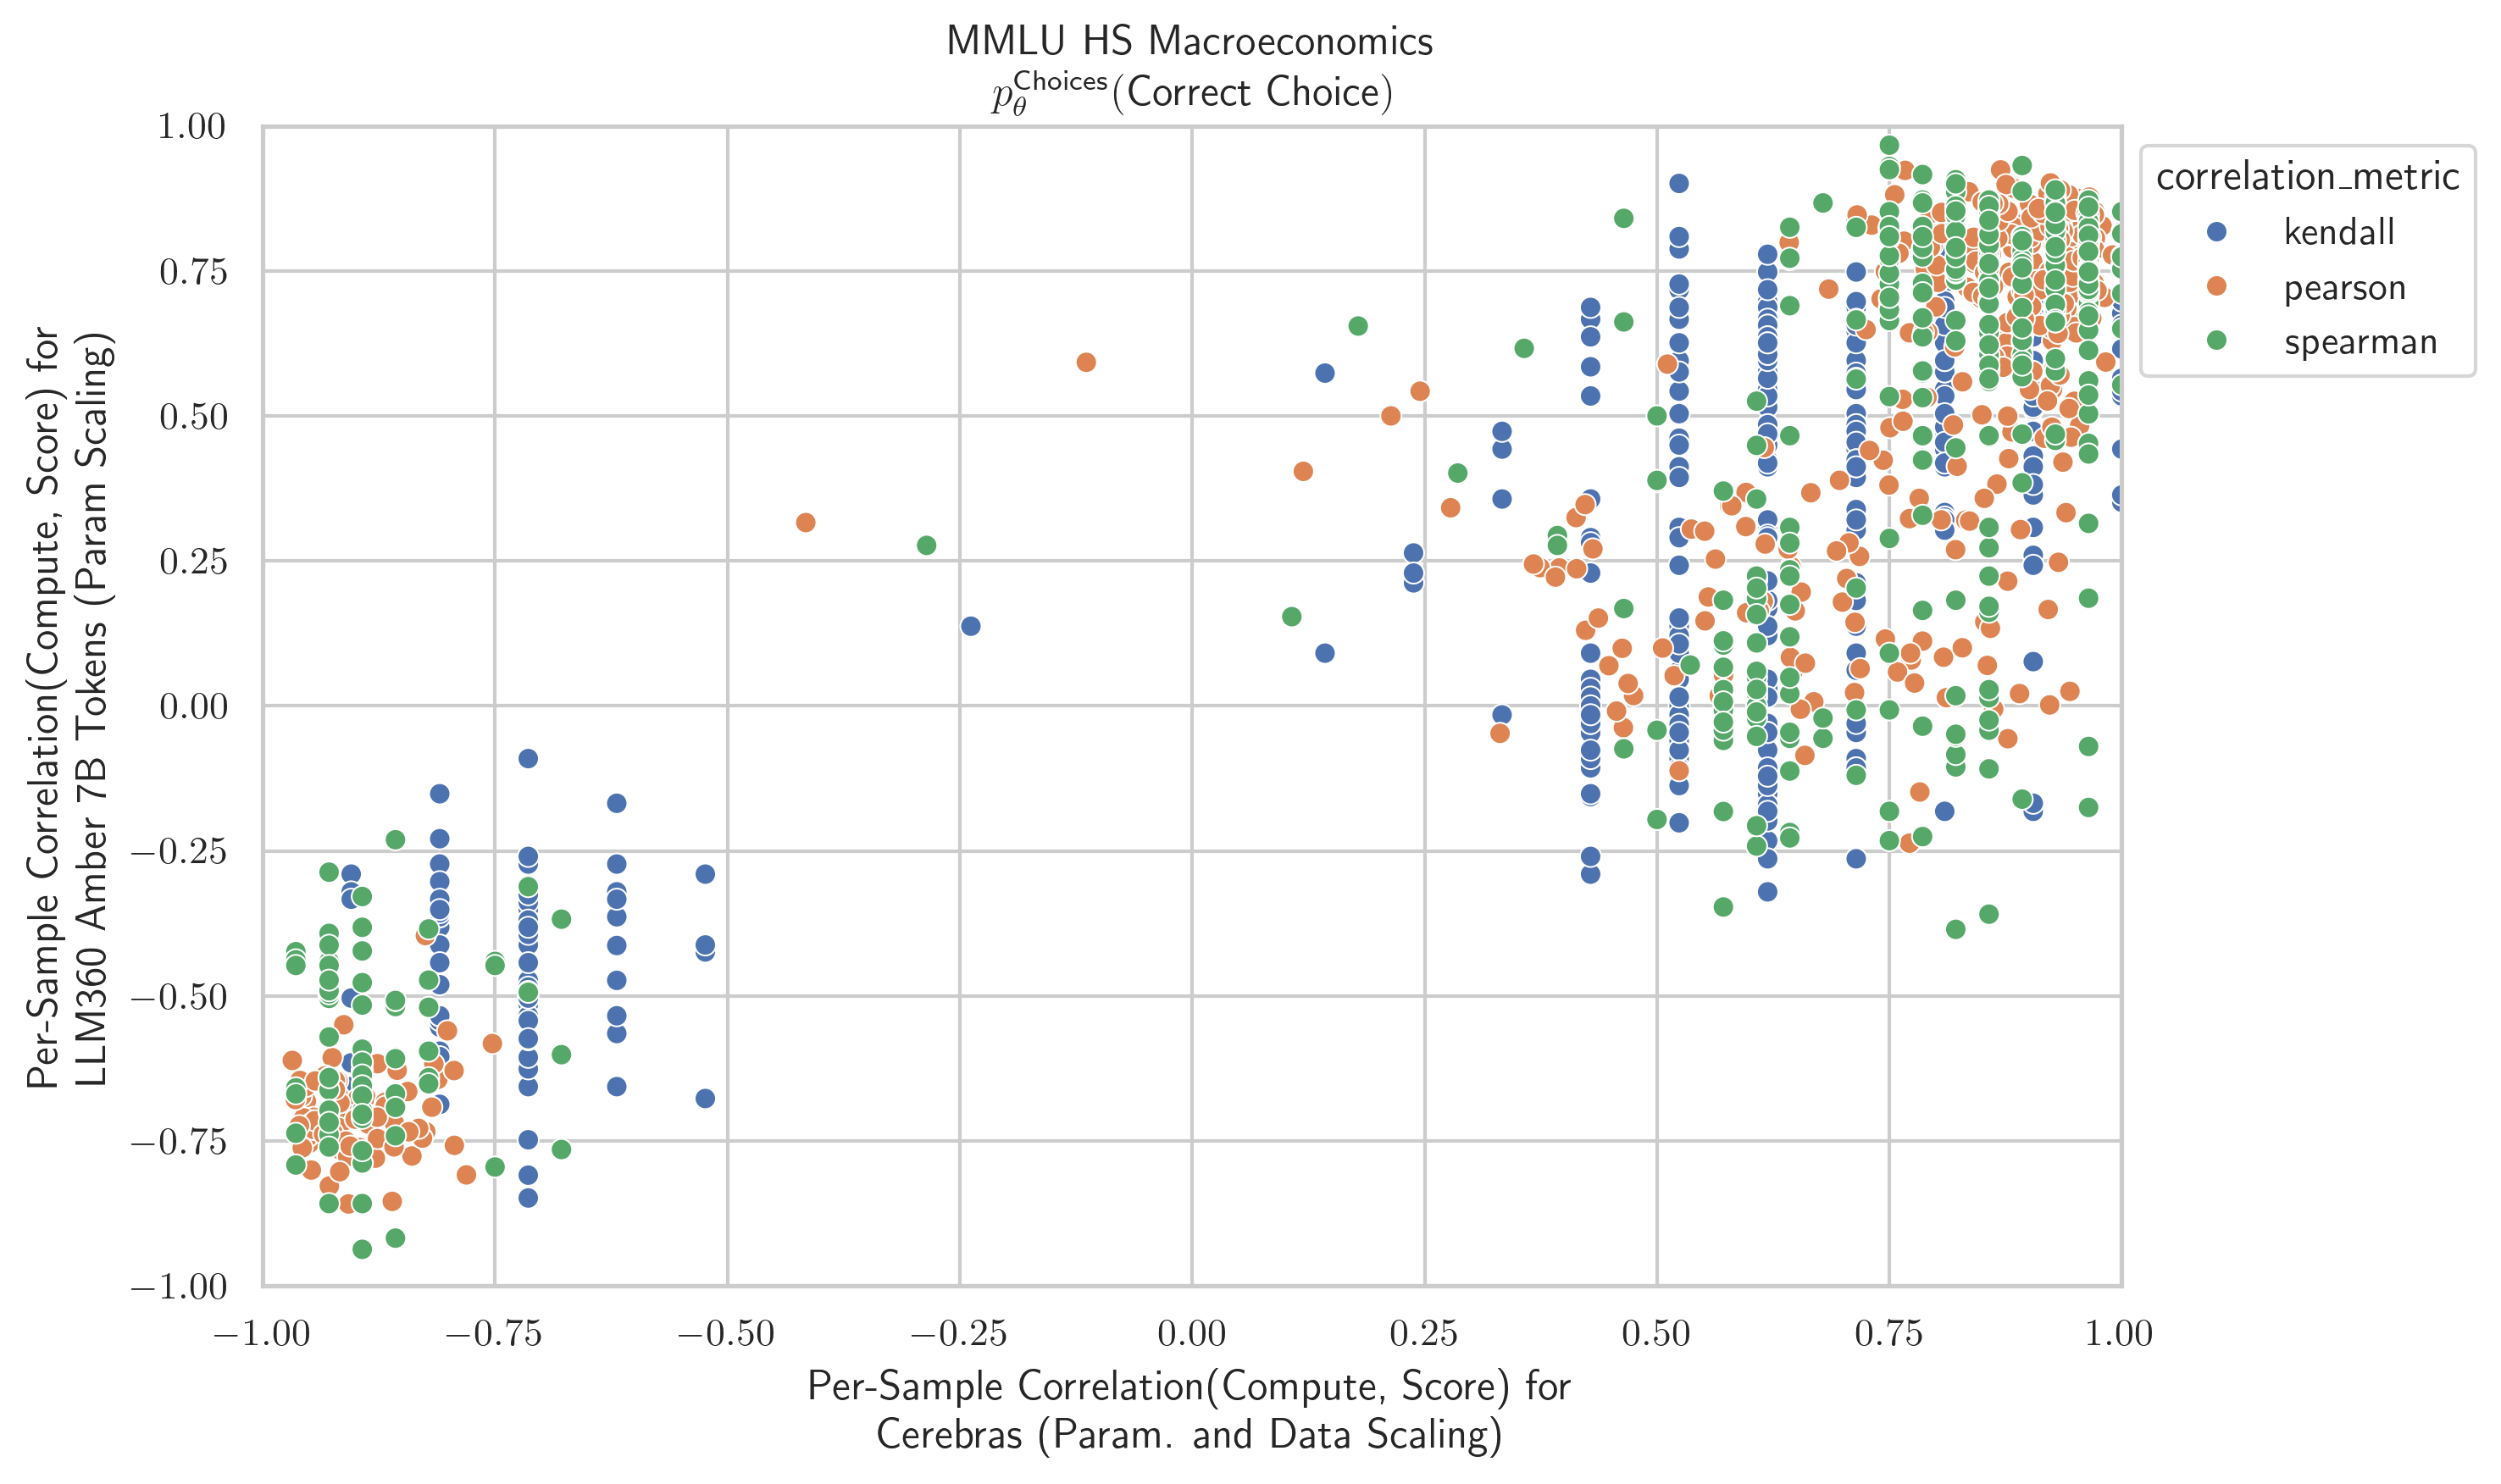 MMLU HS Macroeconomics
p_θ^Choices(Correct Choice)
Per-Sample Correlation(Compute, Score) for
LLM360 Amber 7B Tokens (Param Scaling)
1.00
0.75
0.50
0.25
0.00
−0.25
−0.50
−0.75
−1.00
−1.00 −0.75 −0.50 −0.25 0.00 0.25 0.50 0.75 1.00
Per-Sample Correlation(Compute, Score) for
Cerebras (Param. and Data Scaling)
correlation_metric
kendall
pearson
spearman